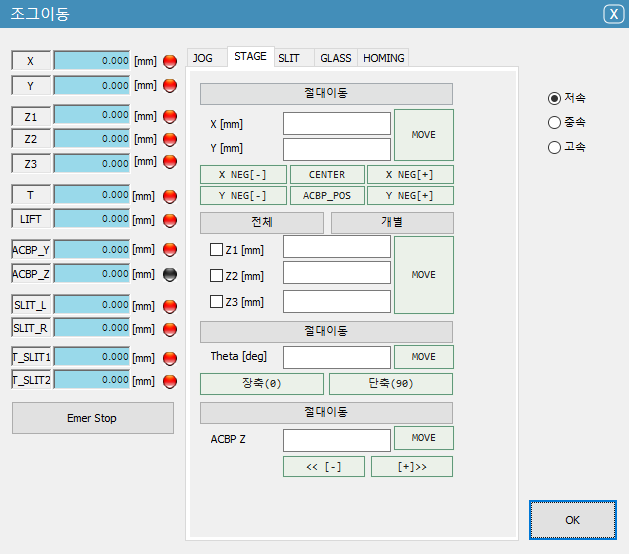 조그이동
X
X 0.000 [mm]
Y 0.000 [mm]
Z1 0.000 [mm]
Z2 0.000 [mm]
Z3 0.000 [mm]
T 0.000 [mm]
LIFT 0.000 [mm]
ACBP_Y 0.000 [mm]
ACBP_Z 0.000 [mm]
SLIT_L 0.000 [mm]
SLIT_R 0.000 [mm]
T_SLIT1 0.000 [mm]
T_SLIT2 0.000 [mm]
Emer Stop
JOG STAGE SLIT GLASS HOMING
절대이동
X [mm]
Y [mm]
MOVE
X NEG[-] CENTER X NEG[+]
Y NEG[-] ACBP_POS Y NEG[+]
전체 개별
Z1 [mm]
Z2 [mm]
Z3 [mm]
MOVE
절대이동
Theta [deg] MOVE
장축(0) 단축(90)
절대이동
ACBP Z MOVE
<< [-] [+]>>
저속
중속
고속
OK